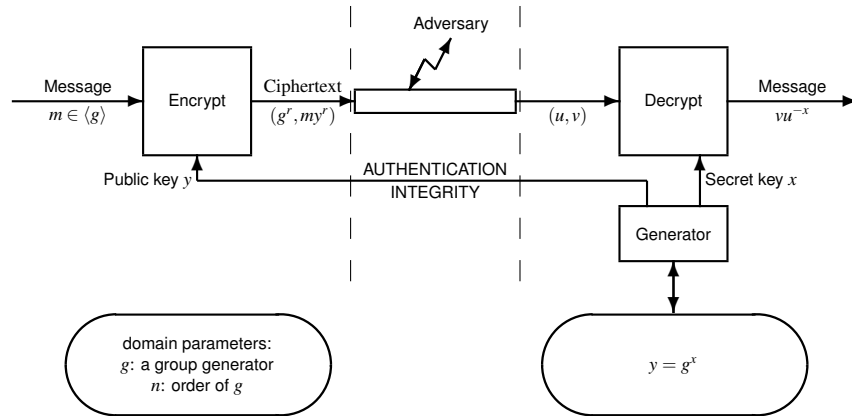 Adversary
Message
m ∈ ⟨g⟩
Encrypt
Ciphertext
(g^r, my^r)
(u, v)
Decrypt
Message
vu^{-x}
Public key y
AUTHENTICATION
INTEGRITY
Secret key x
Generator
domain parameters:
g: a group generator
n: order of g
y = g^x